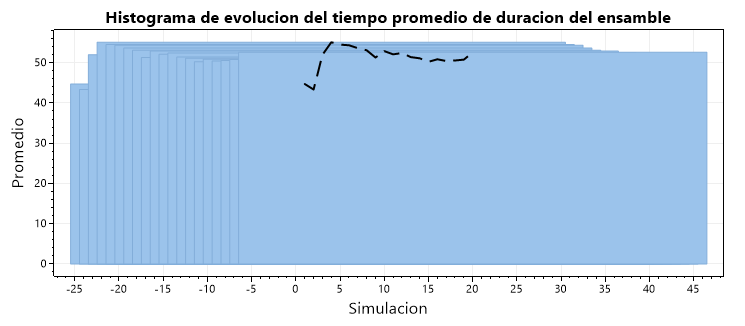 Histograma de evolucion del tiempo promedio de duracion del ensamble
Promedio
50
40
30
20
10
0
-25 -20 -15 -10 -5 0 5 10 15 20 25 30 35 40 45
Simulacion